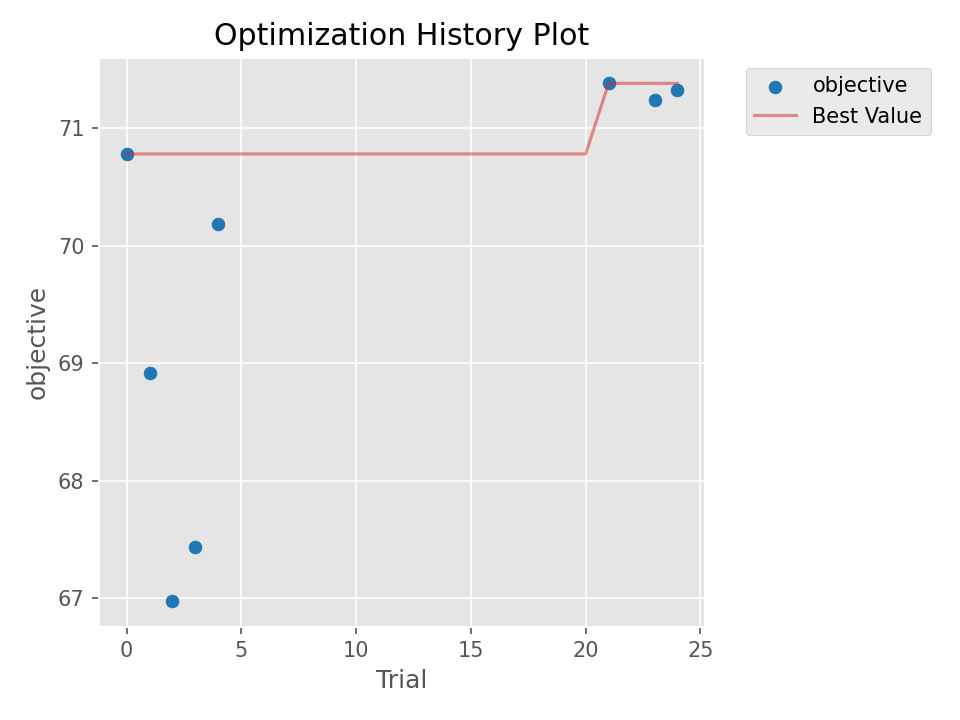 Optimization History Plot
objective
Best Value
71
70
69
68
67
objective
0 5 10 15 20 25
Trial